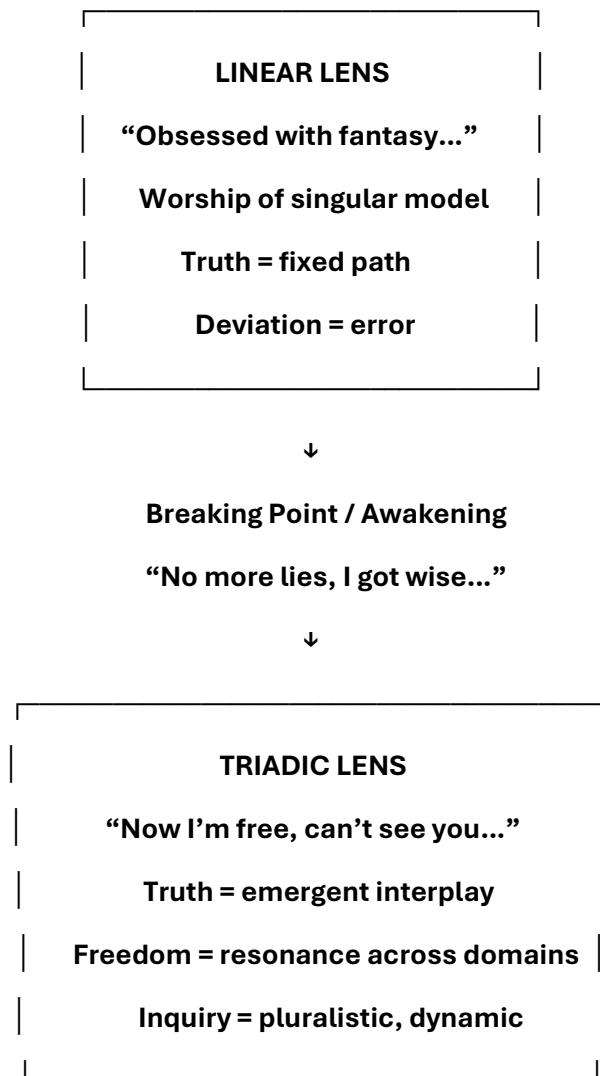 LINEAR LENS
“Obsessed with fantasy...”
Worship of singular model
Truth = fixed path
Deviation = error
↓
Breaking Point / Awakening
“No more lies, I got wise...”
↓
TRIADIC LENS
“Now I’m free, can’t see you...”
Truth = emergent interplay
Freedom = resonance across domains
Inquiry = pluralistic, dynamic